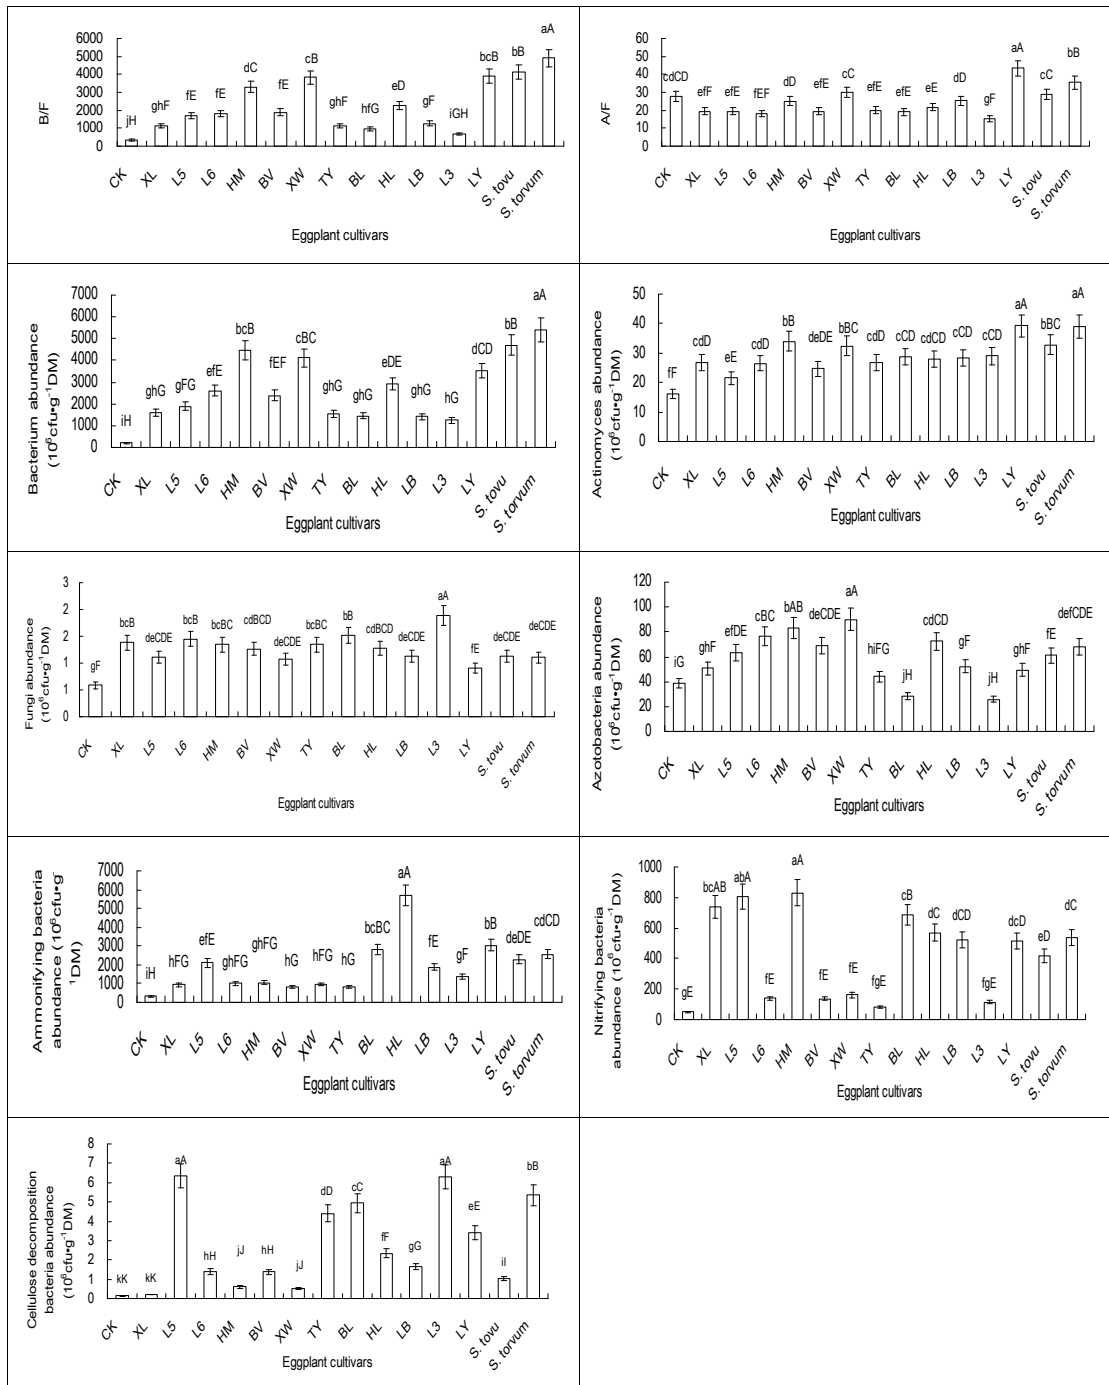 B/F
6000
5000
4000
3000
2000
1000
0
jH ghF fE fE dC fE cB ghF hfG eD gF iGH bcB bB aA
CK XL L5 L6 HM BV XW TY BL HL LB L3 LY S. tovu S. torvum
Eggplant cultivars
A/F
60
50
40
30
20
10
0
cdCD efF fE fEF dD efE cC efE efE eE dD gF aA cC bB
CK XL L5 L6 HM BV XW TY BL HL LB L3 LY S. tovu S. torvum
Eggplant cultivars
Bacterium abundance
(10⁶cfu•g⁻¹DM)
7000
6000
5000
4000
3000
2000
1000
0
iH ghG gFG efE bcB fEF cBC ghG ghG eDE ghG hG dCD bB aA
CK XL L5 L6 HM BV XW TY BL HL LB L3 LY S. tovu S. torvum
Eggplant cultivars
Actinomyces abundance
(10⁶cfu•g⁻¹DM)
50
40
30
20
10
0
fF cdD eE cdD bB deDE bBC cdD cCD cdCD cCD cCD aA bBC aA
CK XL L5 L6 HM BV XW TY BL HL LB L3 LY S. tovu S. torvum
Eggplant cultivars
Fungi abundance
(10⁶cfu•g⁻¹DM)
3
2
2
1
1
0
gF bcB deCDE bcB bcBC cdBCD deCDE bcBC bB cdBCD deCDE aA fE deCDE deCDE
CK XL L5 L6 HM BV XW TY BL HL LB L3 LY S. tovu S. torvum
Eggplant cultivars
Azotobacteria abundance
(10⁶cfu•g⁻¹DM)
120
100
80
60
40
20
0
iG ghF efDE cBC bAB deCDE aA hiFG jH cdCD gF jH ghF fE defCDE
CK XL L5 L6 HM BV XW TY BL HL LB L3 LY S. tovu S. torvum
Eggplant cultivars
Ammonifying bacteria
abundance (10⁶cfu•g⁻
¹DM)
7000
6000
5000
4000
3000
2000
1000
0
iH hFG efE ghFG ghFG hG hFG hG bcBC aA fE gF bB deDE cdCD
CK XL L5 L6 HM BV XW TY BL HL LB L3 LY S. tovu S. torvum
Eggplant cultivars
Nitrifying bacteria
abundance (10⁶cfu•g⁻¹DM)
1000
800
600
400
200
0
gE bcAB abA fE aA fE fE fgE cB dC dCD fgE dcD eD dC
CK XL L5 L6 HM BV XW TY BL HL LB L3 LY S. tovu S. torvum
Eggplant cultivars
Cellulose decomposition
bacteria abundance
(10⁶cfu•g⁻¹DM)
8
7
6
5
4
3
2
1
0
kK kK aA hH jJ hH jJ dD cC fF gG aA eE iI bB
CK XL L5 L6 HM BV XW TY BL HL LB L3 LY S. tovu S. torvum
Eggplant cultivars